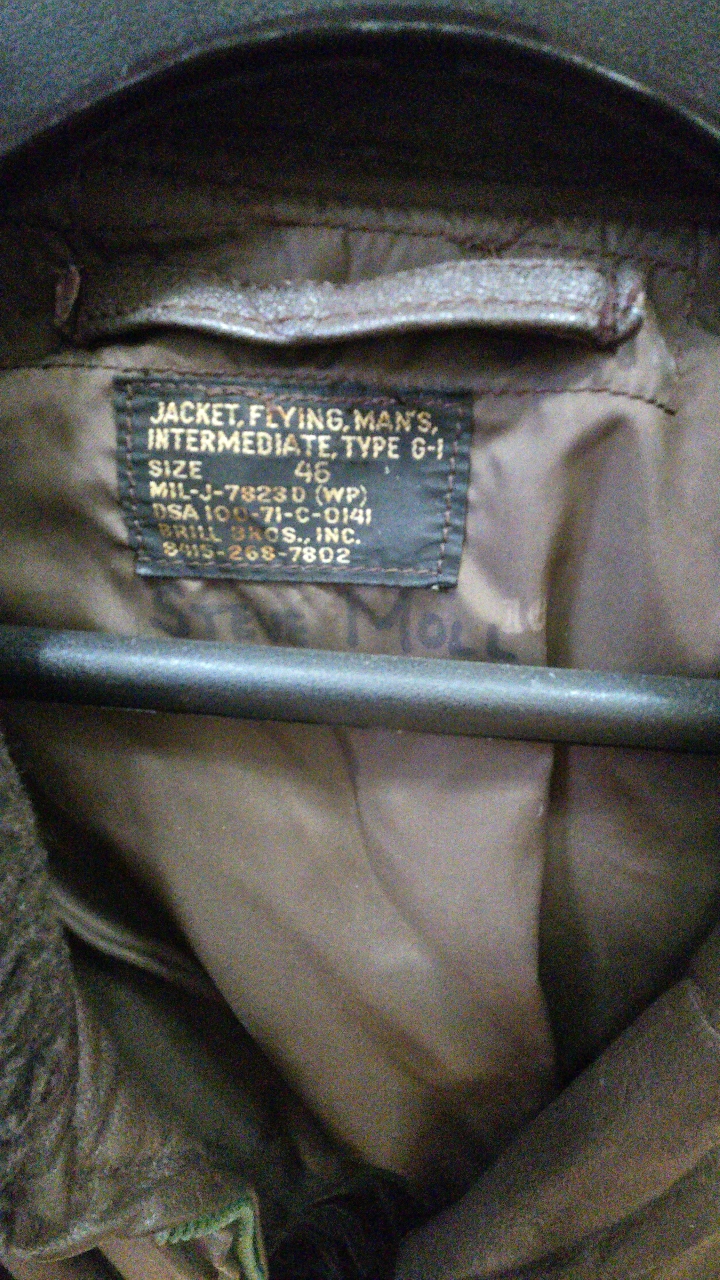 JACKET, FLYING, MAN'S,
INTERMEDIATE, TYPE G-1
SIZE 46
MIL-J-7823D (WP)
DSA 100-71-C-0141
BRILL BROS., INC.
8415-268-7802
STEVE MOLL